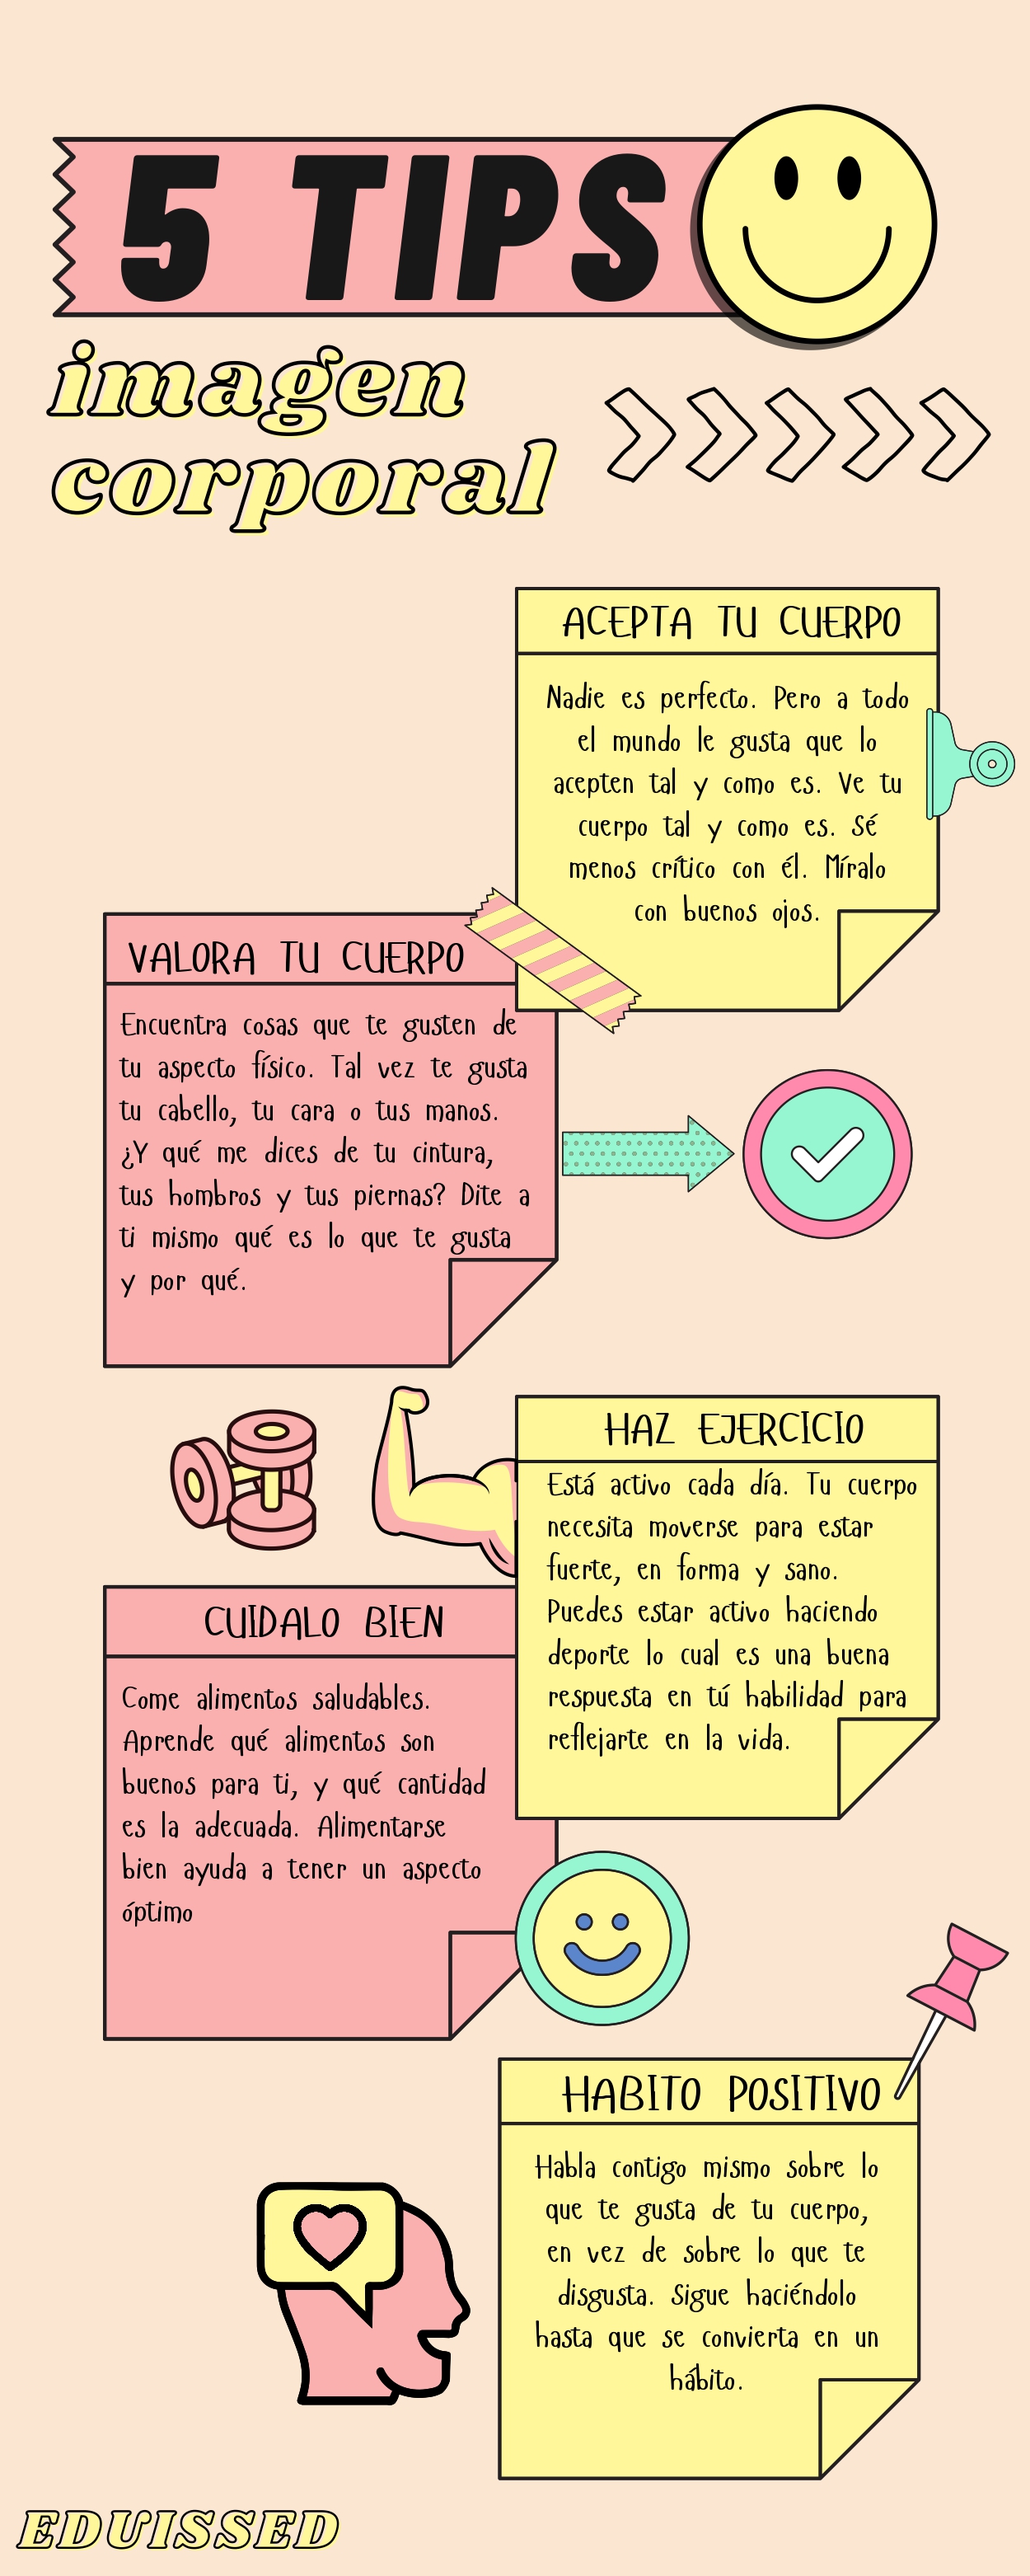 5 TIPS
imagen
corporal
ACEPTA TU CUERPO
Nadie es perfecto. Pero a todo
el mundo le gusta que lo
acepten tal y como es. Ve tu
cuerpo tal y como es. Sé
menos crítico con él. Míralo
con buenos ojos.
VALORA TU CUERPO
Encuentra cosas que te gusten de
tu aspecto físico. Tal vez te gusta
tu cabello, tu cara o tus manos.
¿Y qué me dices de tu cintura,
tus hombros y tus piernas? Dite a
ti mismo qué es lo que te gusta
y por qué.
HAZ EJERCICIO
Está activo cada día. Tu cuerpo
necesita moverse para estar
fuerte, en forma y sano.
Puedes estar activo haciendo
deporte lo cual es una buena
respuesta en tú habilidad para
reflejarte en la vida.
CUIDALO BIEN
Come alimentos saludables.
Aprende qué alimentos son
buenos para ti, y qué cantidad
es la adecuada. Alimentarse
bien ayuda a tener un aspecto
óptimo
HABITO POSITIVO
Habla contigo mismo sobre lo
que te gusta de tu cuerpo,
en vez de sobre lo que te
disgusta. Sigue haciéndolo
hasta que se convierta en un
hábito.
EDUISSED